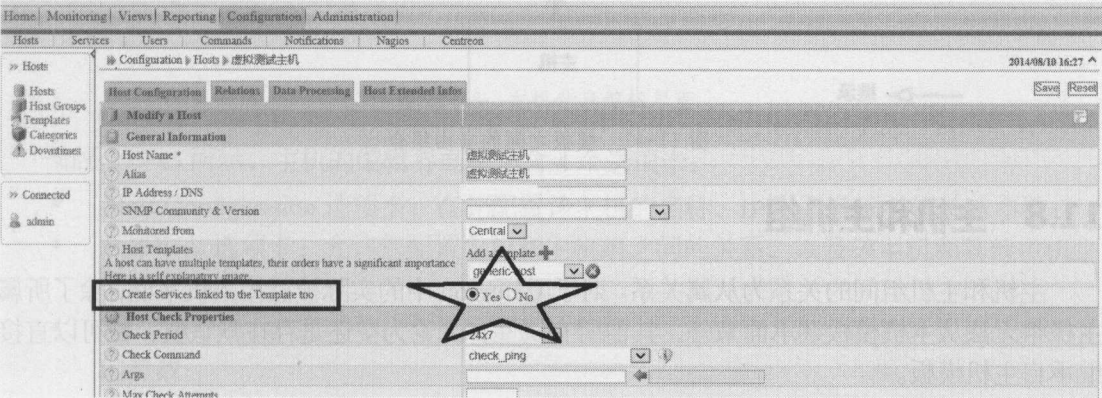 Home | Monitoring | Views | Reporting | Configuration | Administration
Hosts | Services | Users | Commands | Notifications | Nagios | Centreon
Hosts
Configuration Hosts 虚拟测试主机
2014/08/10 16:27
Hosts
Host Groups
Templates
Categories
Downtimes
Connected
admin
Host Configuration Relations Data Processing Host Extended Infos
Save Reset
Modify a Host
General Information
Host Name * 虚拟测试主机
Alias 虚拟测试主机
IP Address / DNS
SNMP Community & Version
Monitored from Central
Host Templates
A host can have multiple templates, their orders have a significant importance
Here is a self explanatory image.
Add a template
generic-host
Create Services linked to the Template too Yes No
Host Check Properties
Check Period 24x7
Check Command check_ping
Args
Max Check Attempts